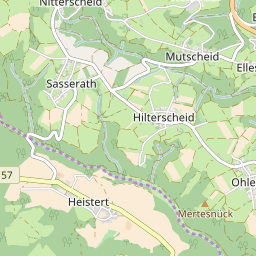 Nitterscheid
Mutscheid
Elles
Sasserath
Hilterscheid
57
Ohle
Heistert
Mertesnück